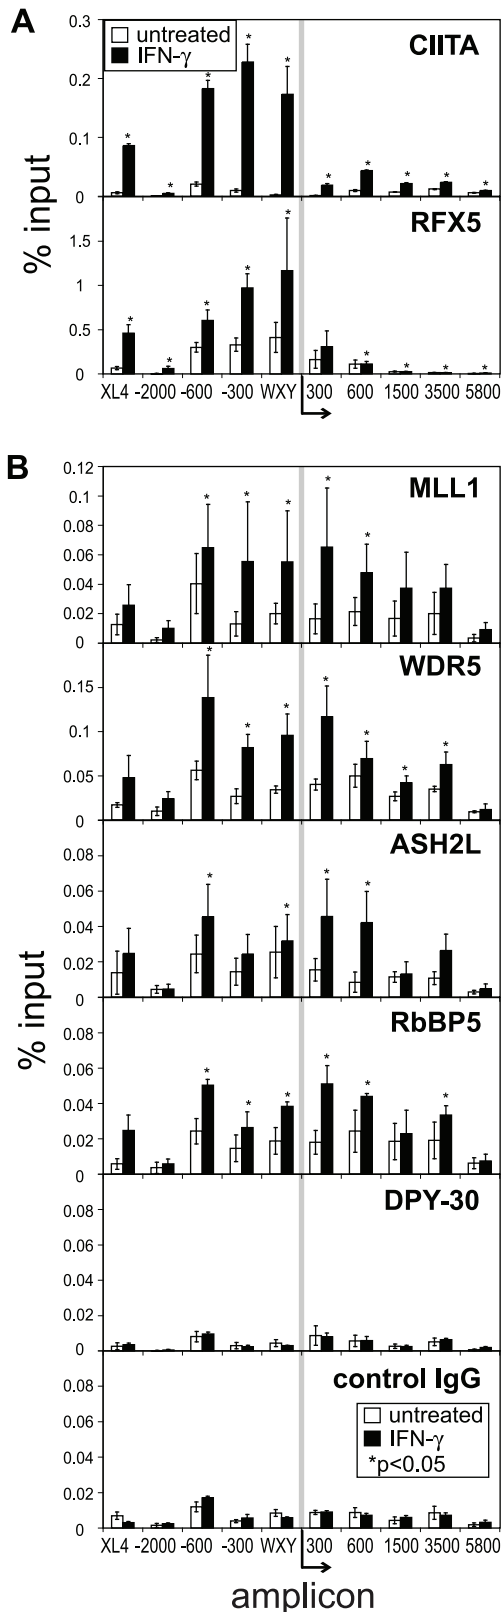 A
untreated
IFN-γ
CIITA
0.3
0.2
0.1
0
RFX5
1.5
1
0.5
0
% input
* * * * * * * * * *
* * * * * * * * *
XL4 -2000 -600 -300 WXY 300 600 1500 3500 5800
B
MLL1
0.12
0.1
0.08
0.06
0.04
0.02
0
* * * * *
WDR5
0.15
0.1
0.05
0
* * * * * * *
ASH2L
0.08
0.06
0.04
0.02
0
* * * *
% input
RbBP5
0.08
0.06
0.04
0.02
0
* * * * * *
DPY-30
0.08
0.06
0.04
0.02
0
control IgG
0.08
0.06
0.04
0.02
0
untreated
IFN-γ
*p<0.05
XL4 -2000 -600 -300 WXY 300 600 1500 3500 5800
amplicon